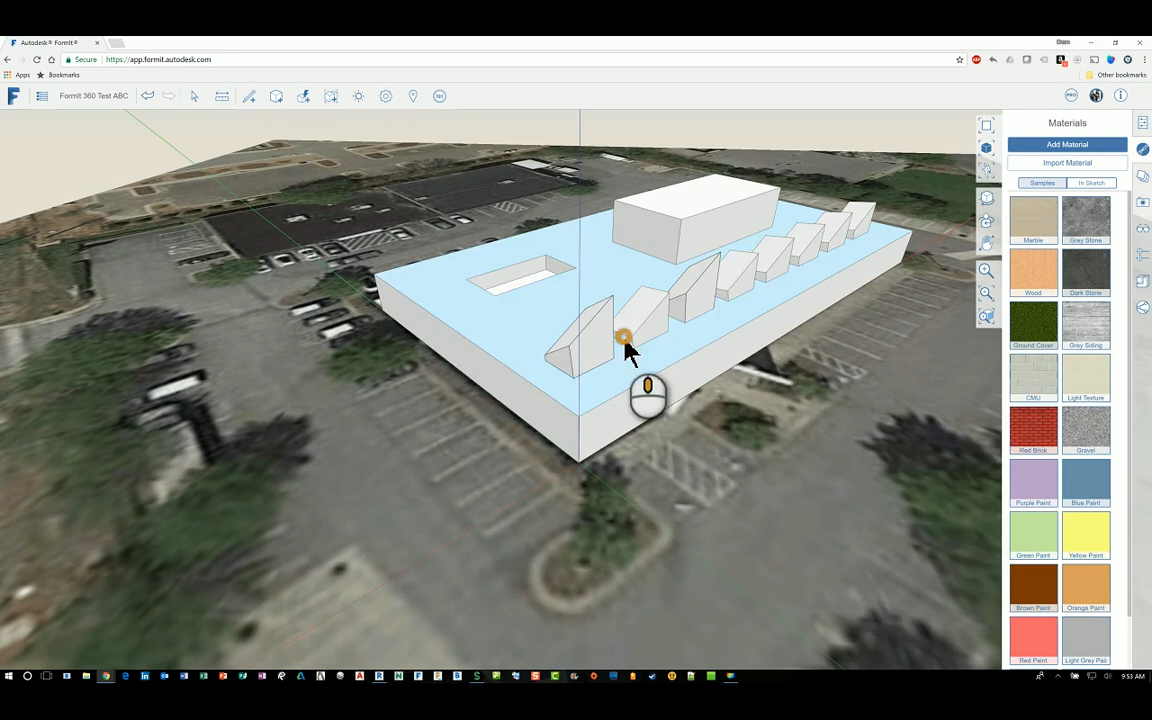 Autodesk® FormIt®
Secure
https://app.formit.autodesk.com
Apps
Bookmarks
Other bookmarks
FormIt 360 Test ABC
PRO
Materials
Add Material
Import Material
Samples
In Sketch
Marble
Grey Stone
Wood
Dark Stone
Ground Cover
Grey Siding
CMU
Light Texture
Red Brick
Gravel
Purple Paint
Blue Paint
Green Paint
Yellow Paint
Brown Paint
Orange Paint
Red Paint
Light Grey Pai
9:53 AM